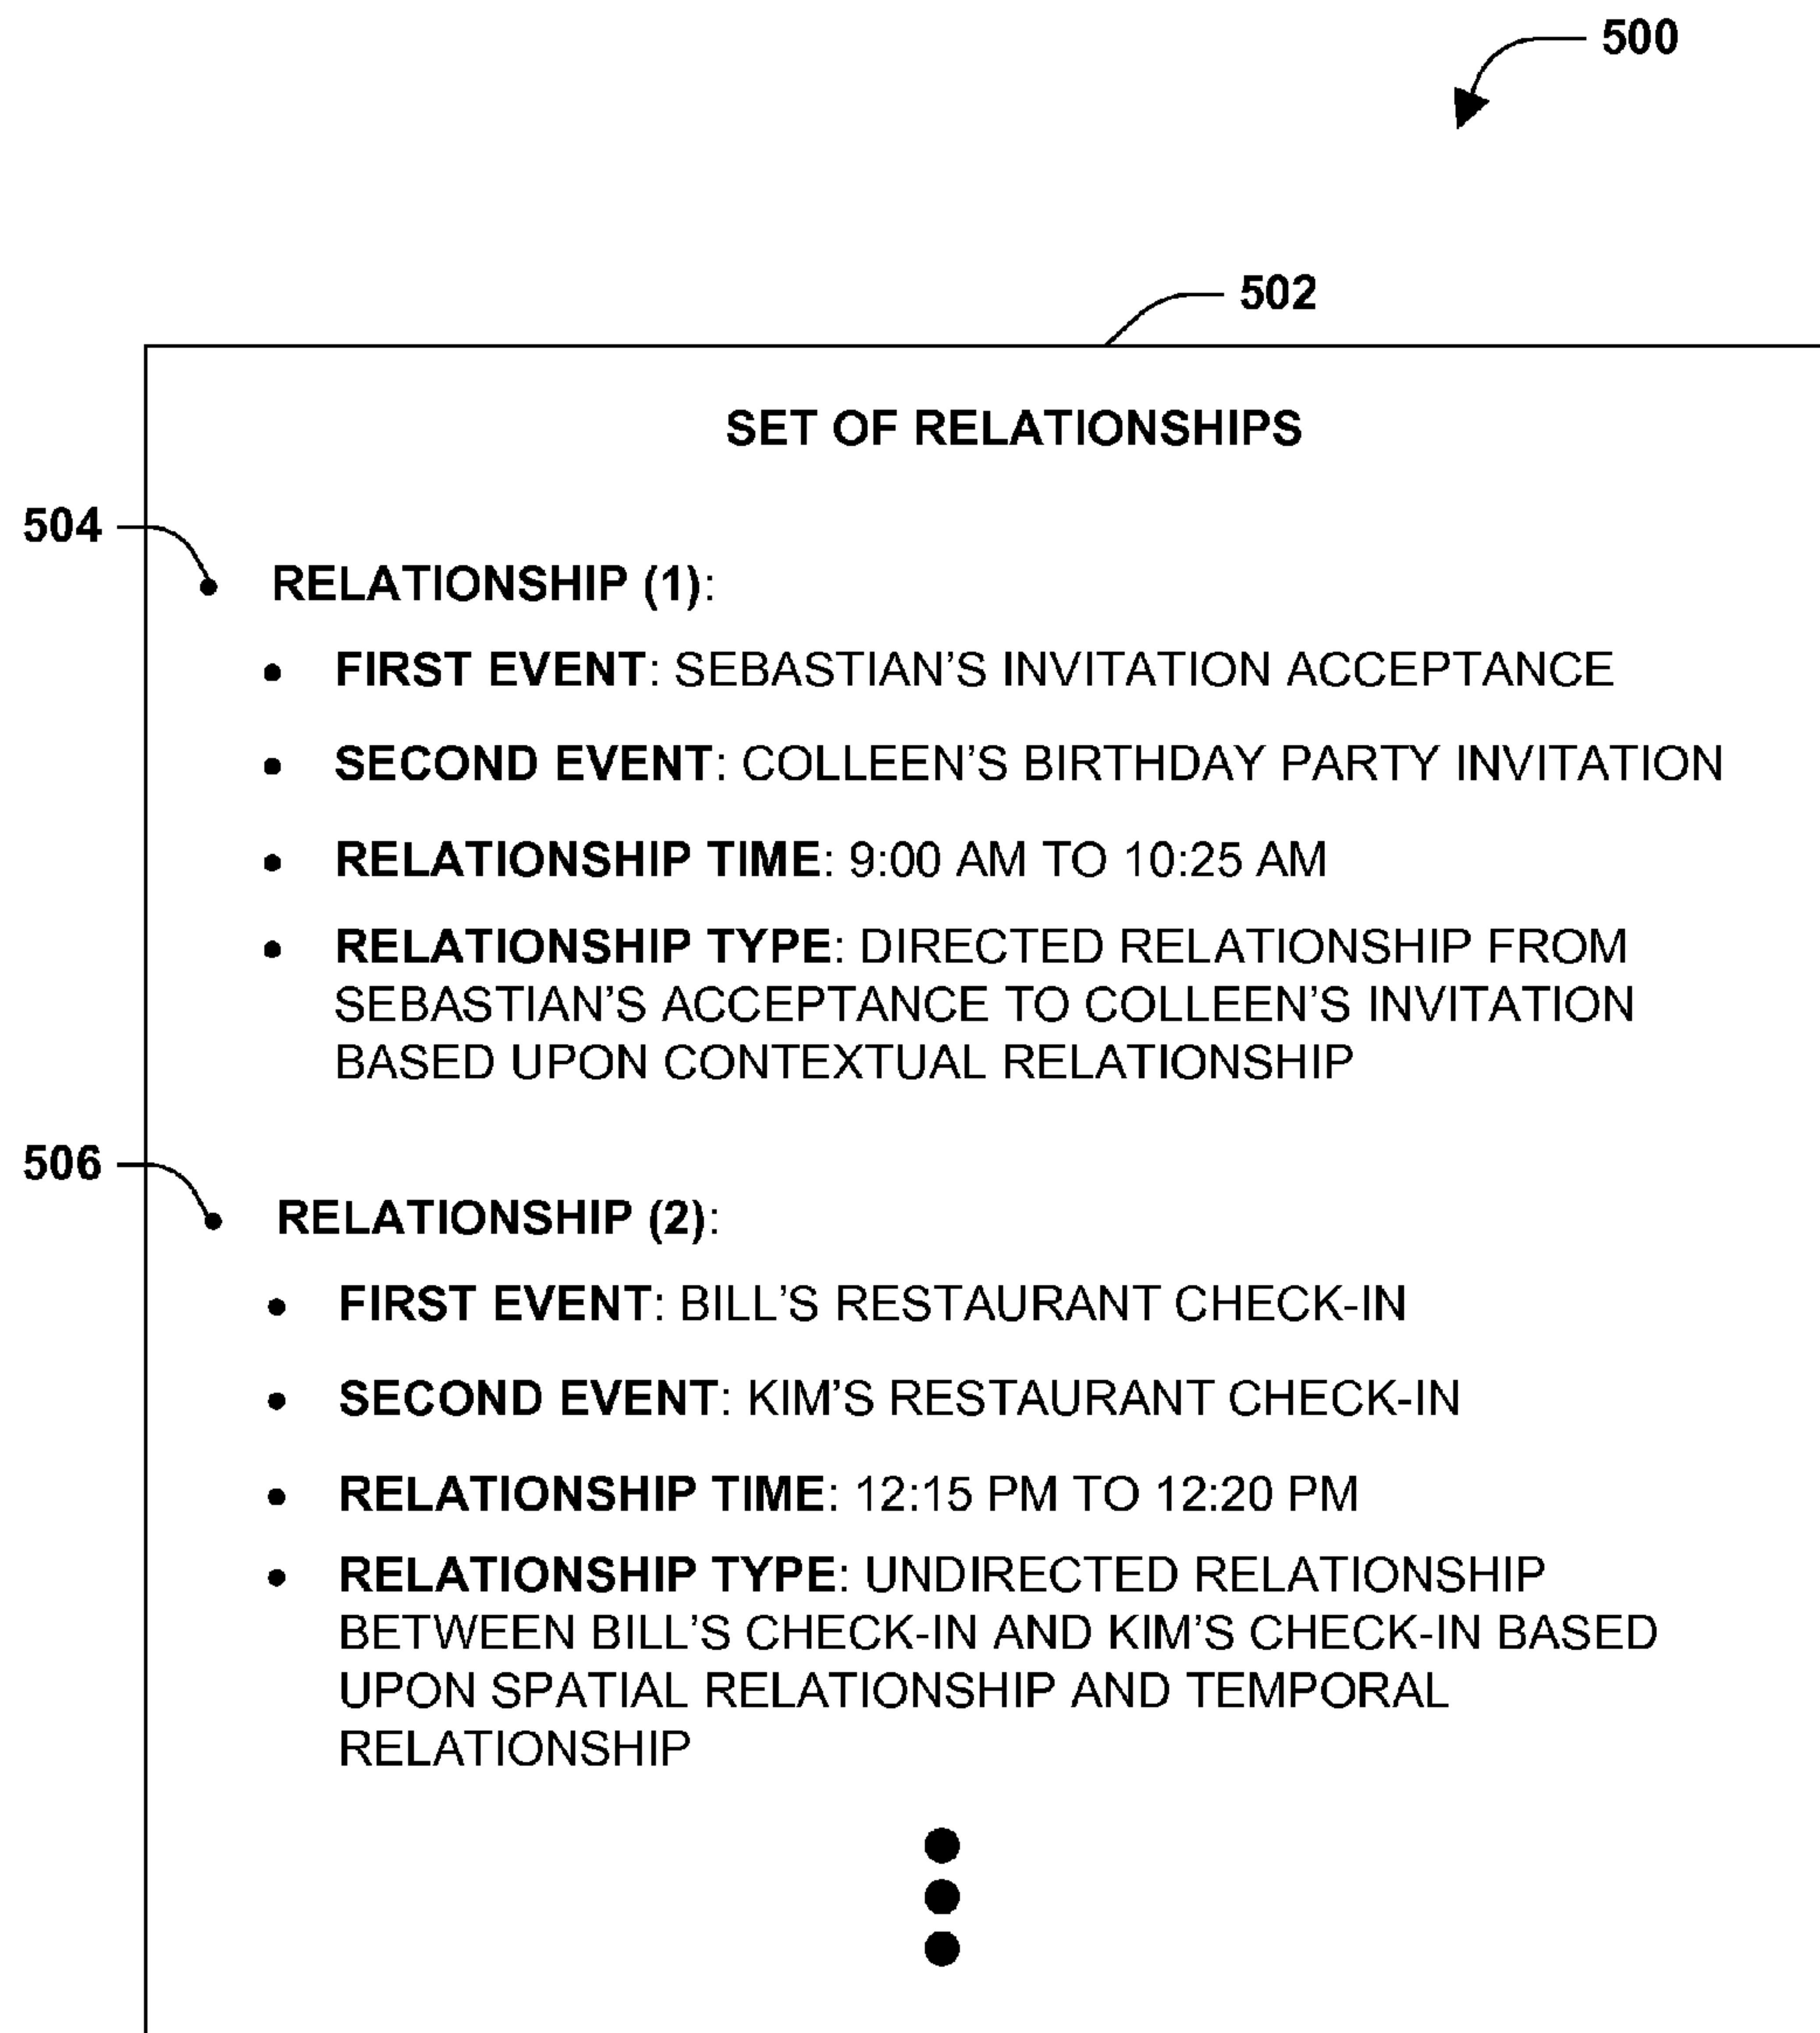 500
502
SET OF RELATIONSHIPS
504
RELATIONSHIP (1):
• FIRST EVENT: SEBASTIAN'S INVITATION ACCEPTANCE
• SECOND EVENT: COLLEEN'S BIRTHDAY PARTY INVITATION
• RELATIONSHIP TIME: 9:00 AM TO 10:25 AM
• RELATIONSHIP TYPE: DIRECTED RELATIONSHIP FROM
SEBASTIAN'S ACCEPTANCE TO COLLEEN'S INVITATION
BASED UPON CONTEXTUAL RELATIONSHIP
506
RELATIONSHIP (2):
• FIRST EVENT: BILL'S RESTAURANT CHECK-IN
• SECOND EVENT: KIM'S RESTAURANT CHECK-IN
• RELATIONSHIP TIME: 12:15 PM TO 12:20 PM
• RELATIONSHIP TYPE: UNDIRECTED RELATIONSHIP
BETWEEN BILL'S CHECK-IN AND KIM'S CHECK-IN BASED
UPON SPATIAL RELATIONSHIP AND TEMPORAL
RELATIONSHIP